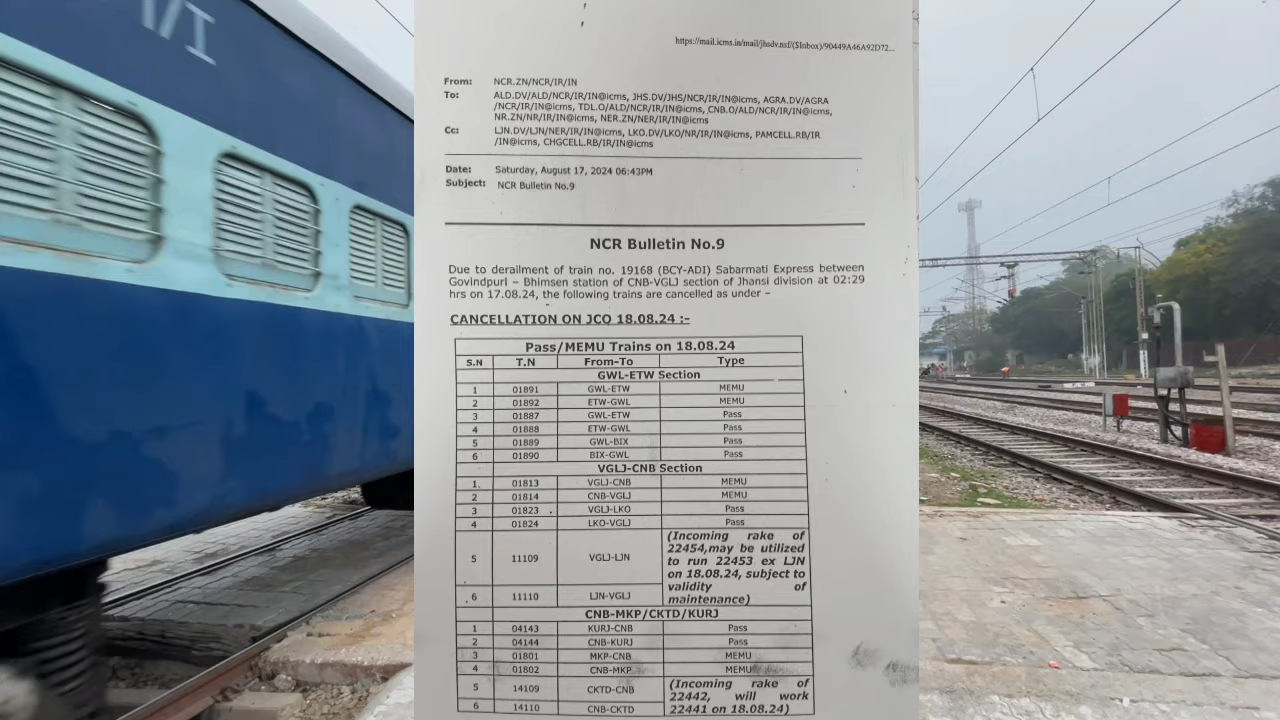 https://mail.icms.in/mail/jhsdv.nsf/($Inbox)/90449A46A92D72...
From: NCR.ZN/NCR/IR/IN
To: ALD.DV/ALD/NCR/IR/IN@icms, JHS.DV/JHS/NCR/IR/IN@icms, AGRA.DV/AGRA
/NCR/IR/IN@icms, TDL.O/ALD/NCR/IR/IN@icms, CNB.O/ALD/NCR/IR/IN@icms,
NR.ZN/NR/IR/IN@icms, NER.ZN/NER/IR/IN@icms
Cc: LJN.DV/LJN/NER/IR/IN@icms, LKO.DV/LKO/NR/IR/IN@icms, PAMCELL.RB/IR
/IN@icms, CHGCELL.RB/IR/IN@icms
Date: Saturday, August 17, 2024 06:43PM
Subject: NCR Bulletin No.9
NCR Bulletin No.9
Due to derailment of train no. 19168 (BCY-ADI) Sabarmati Express between
Govindpuri – Bhimsen station of CNB-VGLJ section of Jhansi division at 02:29
hrs on 17.08.24, the following trains are cancelled as under –
CANCELLATION ON JCO 18.08.24 :-
Pass/MEMU Trains on 18.08.24
S.N T.N From-To Type
GWL-ETW Section
1 01891 GWL-ETW MEMU
2 01892 ETW-GWL MEMU
3 01887 GWL-ETW Pass
4 01888 ETW-GWL Pass
5 01889 GWL-BIX Pass
6 01890 BIX-GWL Pass
VGLJ-CNB Section
1 01813 VGLJ-CNB MEMU
2 01814 CNB-VGLJ MEMU
3 01823 VGLJ-LKO Pass
4 01824 LKO-VGLJ Pass
5 11109 VGLJ-LJN (Incoming rake of
22454,may be utilized
to run 22453 ex LJN
on 18.08.24, subject to
validity of
maintenance)
6 11110 LJN-VGLJ
CNB-MKP/CKTD/KURJ
1 04143 KURJ-CNB Pass
2 04144 CNB-KURJ Pass
3 01801 MKP-CNB MEMU
4 01802 CNB-MKP MEMU
5 14109 CKTD-CNB (Incoming rake of
22442, will work
22441 on 18.08.24)
6 14110 CNB-CKTD